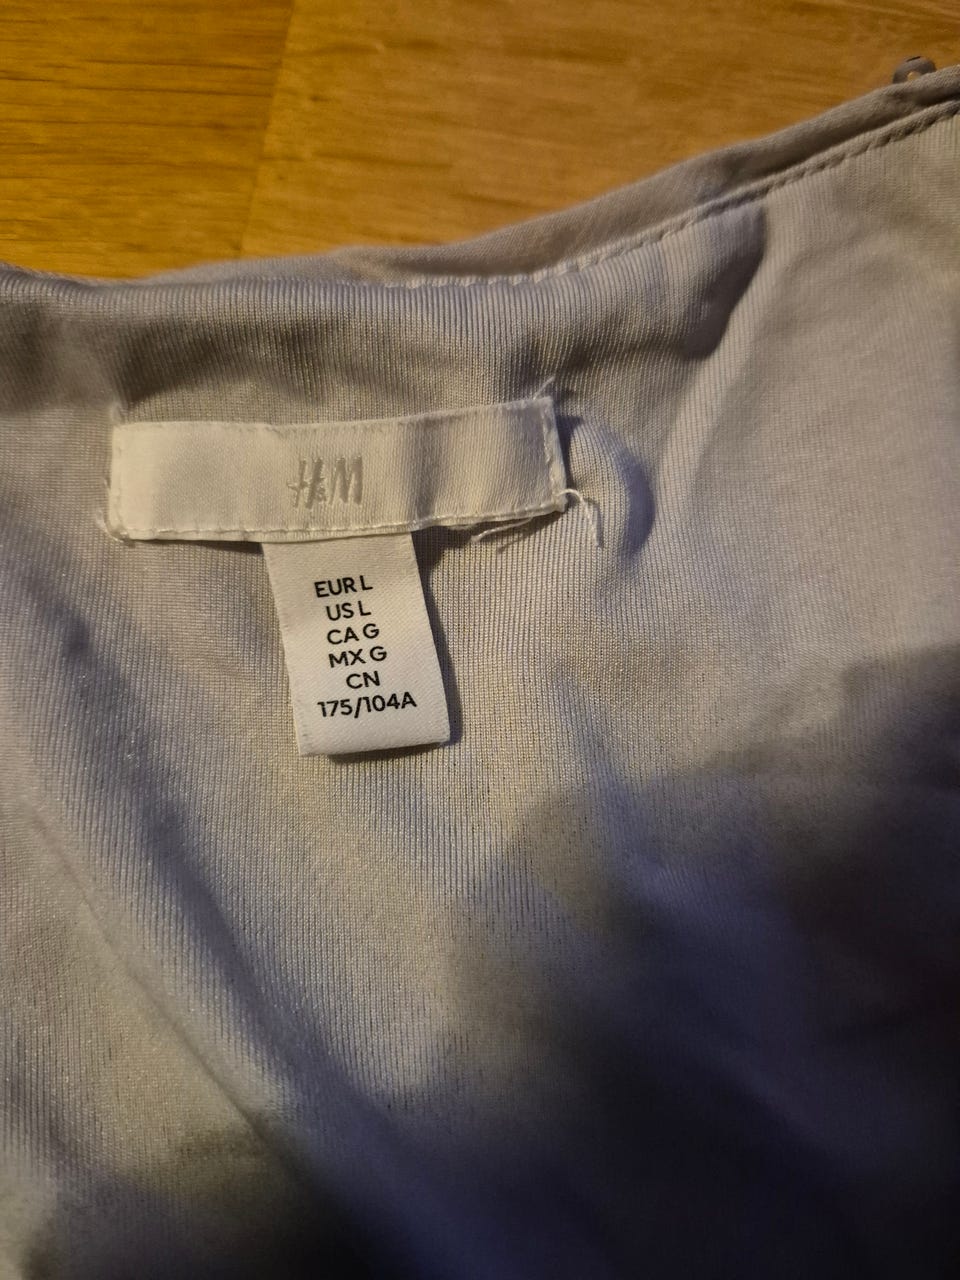 H&M
EUR L
US L
CA G
MX G
CN
175/104A